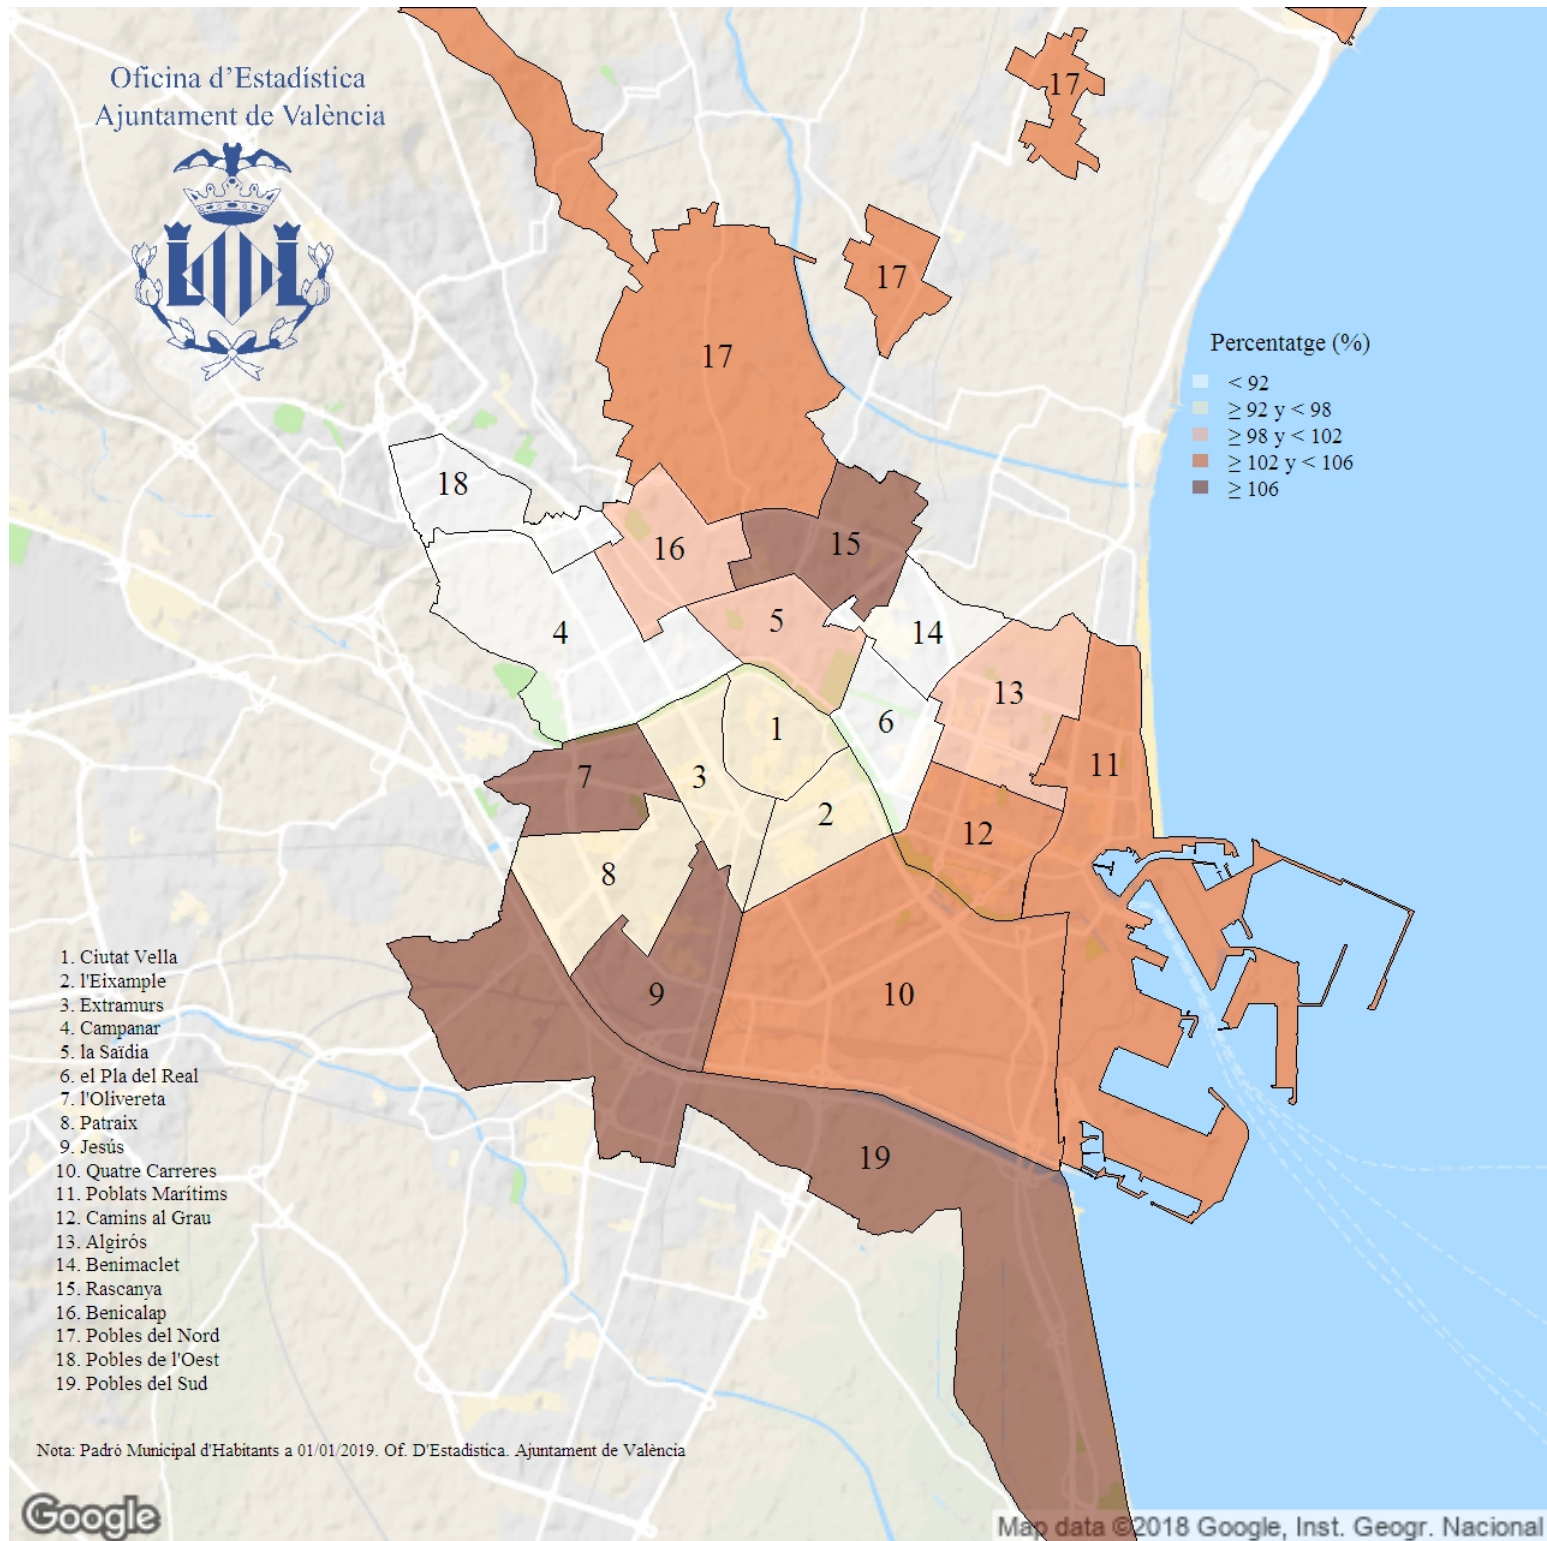 Oficina d'Estadística
Ajuntament de València
17
17
17
Percentatge (%)
< 92
≥ 92 y < 98
≥ 98 y < 102
≥ 102 y < 106
≥ 106
18
16
15
4
5
14
13
6
1
11
7
3
2
12
8
9
10
19
1. Ciutat Vella
2. l'Eixample
3. Extramurs
4. Campanar
5. la Saïdia
6. el Pla del Real
7. l'Olivereta
8. Patraix
9. Jesús
10. Quatre Carreres
11. Poblats Marítims
12. Camins al Grau
13. Algirós
14. Benimaclet
15. Rascanya
16. Benicalap
17. Pobles del Nord
18. Pobles de l'Oest
19. Pobles del Sud
Nota: Padró Municipal d'Habitants a 01/01/2019. Of. D'Estadística. Ajuntament de València
Google
Map data ©2018 Google, Inst. Geogr. Nacional